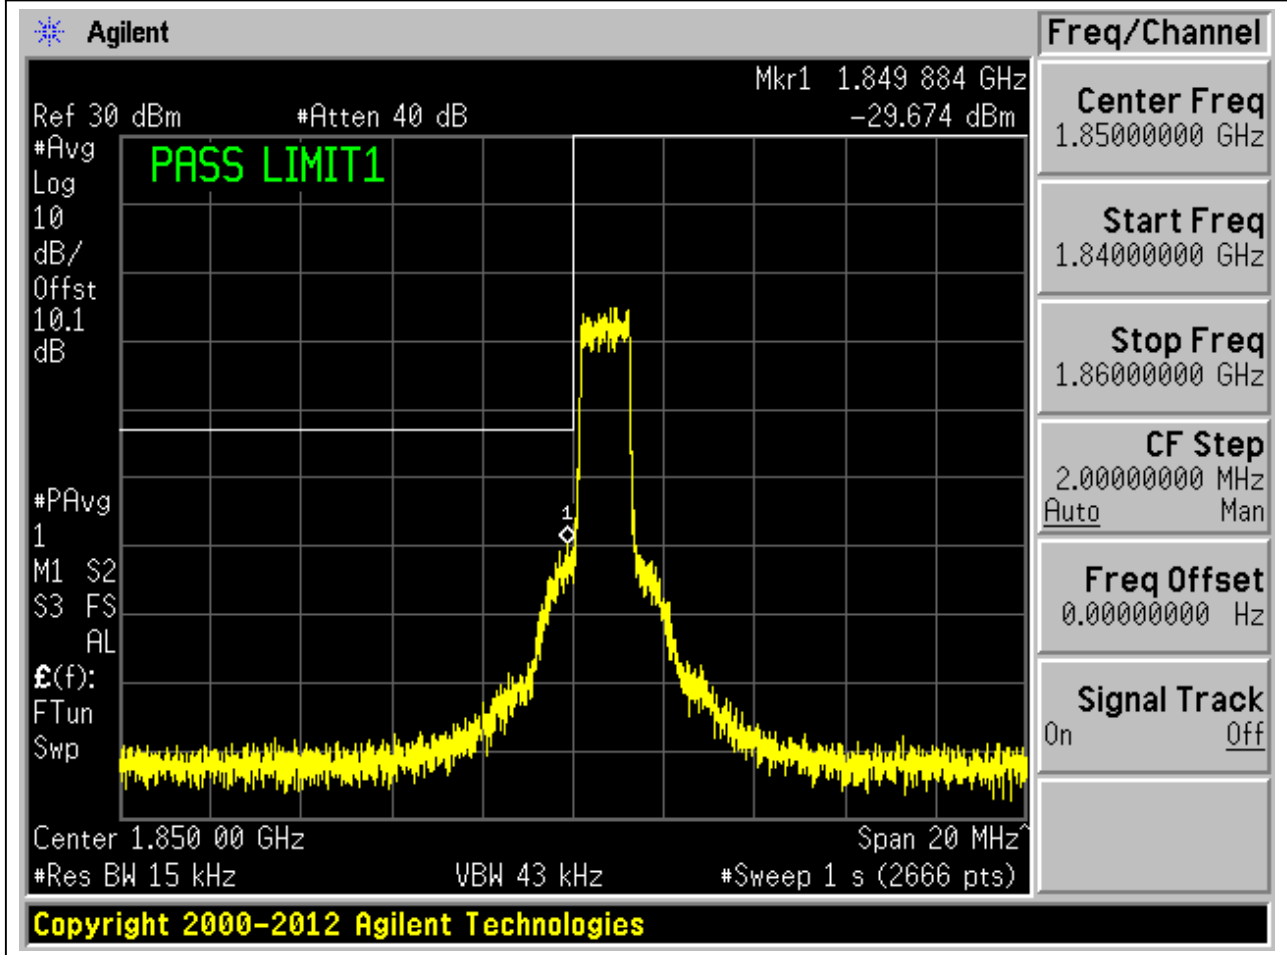 Agilent
Freq/Channel
Mkr1 1.849 884 GHz
Ref 30 dBm #Atten 40 dB -29.674 dBm
#Avg
Log
10
dB/
Offst
10.1
dB
PASS LIMIT1
#PAvg
1
M1 S2
S3 FS
AL
£(f):
FTun
Swp
1
Center 1.850 00 GHz Span 20 MHz^
#Res BW 15 kHz VBW 43 kHz #Sweep 1 s (2666 pts)
Center Freq
1.85000000 GHz
Start Freq
1.84000000 GHz
Stop Freq
1.86000000 GHz
CF Step
2.00000000 MHz
Auto Man
Freq Offset
0.00000000 Hz
Signal Track
On Off
Copyright 2000-2012 Agilent Technologies